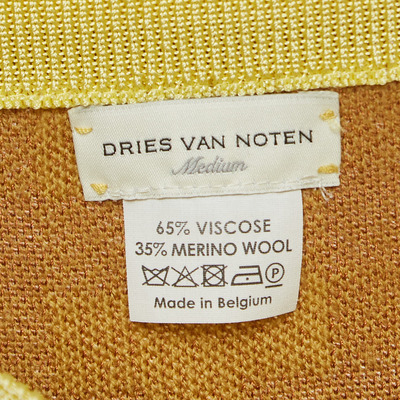 DRIES VAN NOTEN
Medium
65% VISCOSE
35% MERINO WOOL
P
Made in Belgium